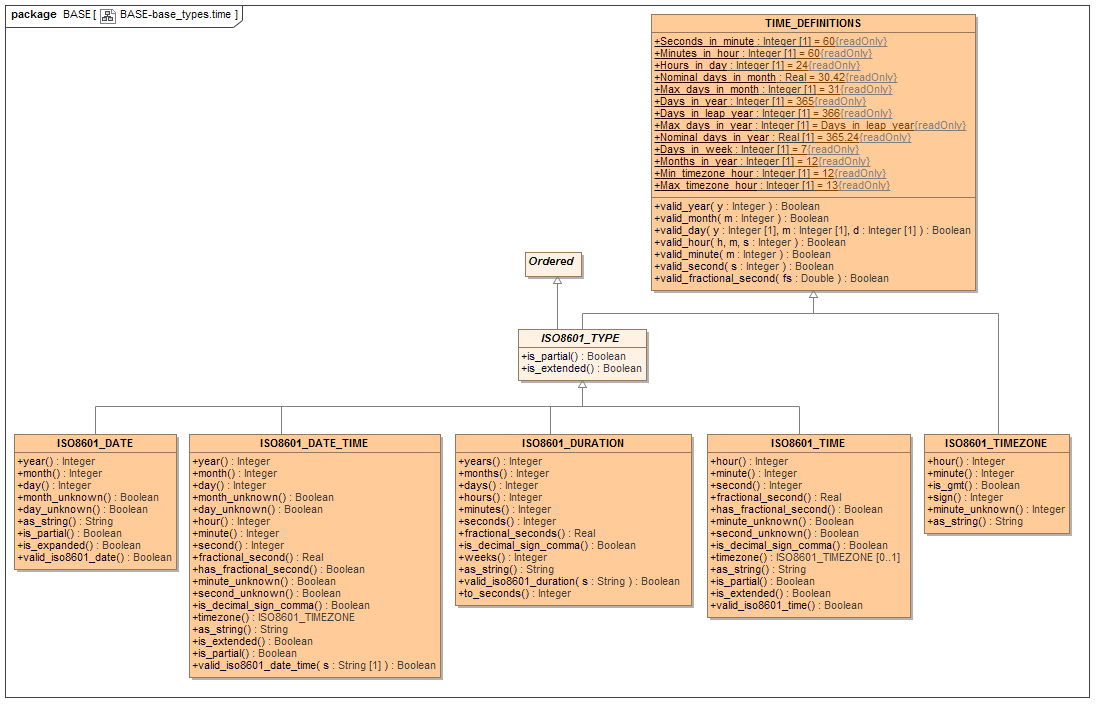 package BASE [ BASE-base_types.time ]
TIME_DEFINITIONS
+Seconds_in_minute : Integer [1] = 60{readOnly}
+Minutes_in_hour : Integer [1] = 60{readOnly}
+Hours_in_day : Integer [1] = 24{readOnly}
+Nominal_days_in_month : Real = 30.42{readOnly}
+Max_days_in_month : Integer [1] = 31{readOnly}
+Days_in_year : Integer [1] = 365{readOnly}
+Days_in_leap_year : Integer [1] = 366{readOnly}
+Max_days_in_year : Integer [1] = Days_in_leap_year{readOnly}
+Nominal_days_in_year : Real [1] = 365.24{readOnly}
+Days_in_week : Integer [1] = 7{readOnly}
+Months_in_year : Integer [1] = 12{readOnly}
+Min_timezone_hour : Integer [1] = 12{readOnly}
+Max_timezone_hour : Integer [1] = 13{readOnly}
+valid_year( y : Integer ) : Boolean
+valid_month( m : Integer ) : Boolean
+valid_day( y : Integer [1], m : Integer [1], d : Integer [1] ) : Boolean
+valid_hour( h, m, s : Integer ) : Boolean
+valid_minute( m : Integer ) : Boolean
+valid_second( s : Integer ) : Boolean
+valid_fractional_second( fs : Double ) : Boolean
Ordered
ISO8601_TYPE
+is_partial() : Boolean
+is_extended() : Boolean
ISO8601_DATE
+year() : Integer
+month() : Integer
+day() : Integer
+month_unknown() : Boolean
+day_unknown() : Boolean
+as_string() : String
+is_partial() : Boolean
+is_expanded() : Boolean
+valid_iso8601_date() : Boolean
ISO8601_DATE_TIME
+year() : Integer
+month() : Integer
+day() : Integer
+month_unknown() : Boolean
+day_unknown() : Boolean
+hour() : Integer
+minute() : Integer
+second() : Integer
+fractional_second() : Real
+has_fractional_second() : Boolean
+minute_unknown() : Boolean
+second_unknown() : Boolean
+is_decimal_sign_comma() : Boolean
+timezone() : ISO8601_TIMEZONE
+as_string() : String
+is_extended() : Boolean
+is_partial() : Boolean
+valid_iso8601_date_time( s : String [1] ) : Boolean
ISO8601_DURATION
+years() : Integer
+months() : Integer
+days() : Integer
+hours() : Integer
+minutes() : Integer
+seconds() : Integer
+fractional_seconds() : Real
+is_decimal_sign_comma() : Boolean
+weeks() : Integer
+as_string() : String
+valid_iso8601_duration( s : String ) : Boolean
+to_seconds() : Integer
ISO8601_TIME
+hour() : Integer
+minute() : Integer
+second() : Integer
+fractional_second() : Real
+has_fractional_second() : Boolean
+minute_unknown() : Boolean
+second_unknown() : Boolean
+is_decimal_sign_comma() : Boolean
+timezone() : ISO8601_TIMEZONE [0..1]
+as_string() : String
+is_partial() : Boolean
+is_extended() : Boolean
+valid_iso8601_time() : Boolean
ISO8601_TIMEZONE
+hour() : Integer
+minute() : Integer
+is_gmt() : Boolean
+sign() : Integer
+minute_unknown() : Integer
+as_string() : String